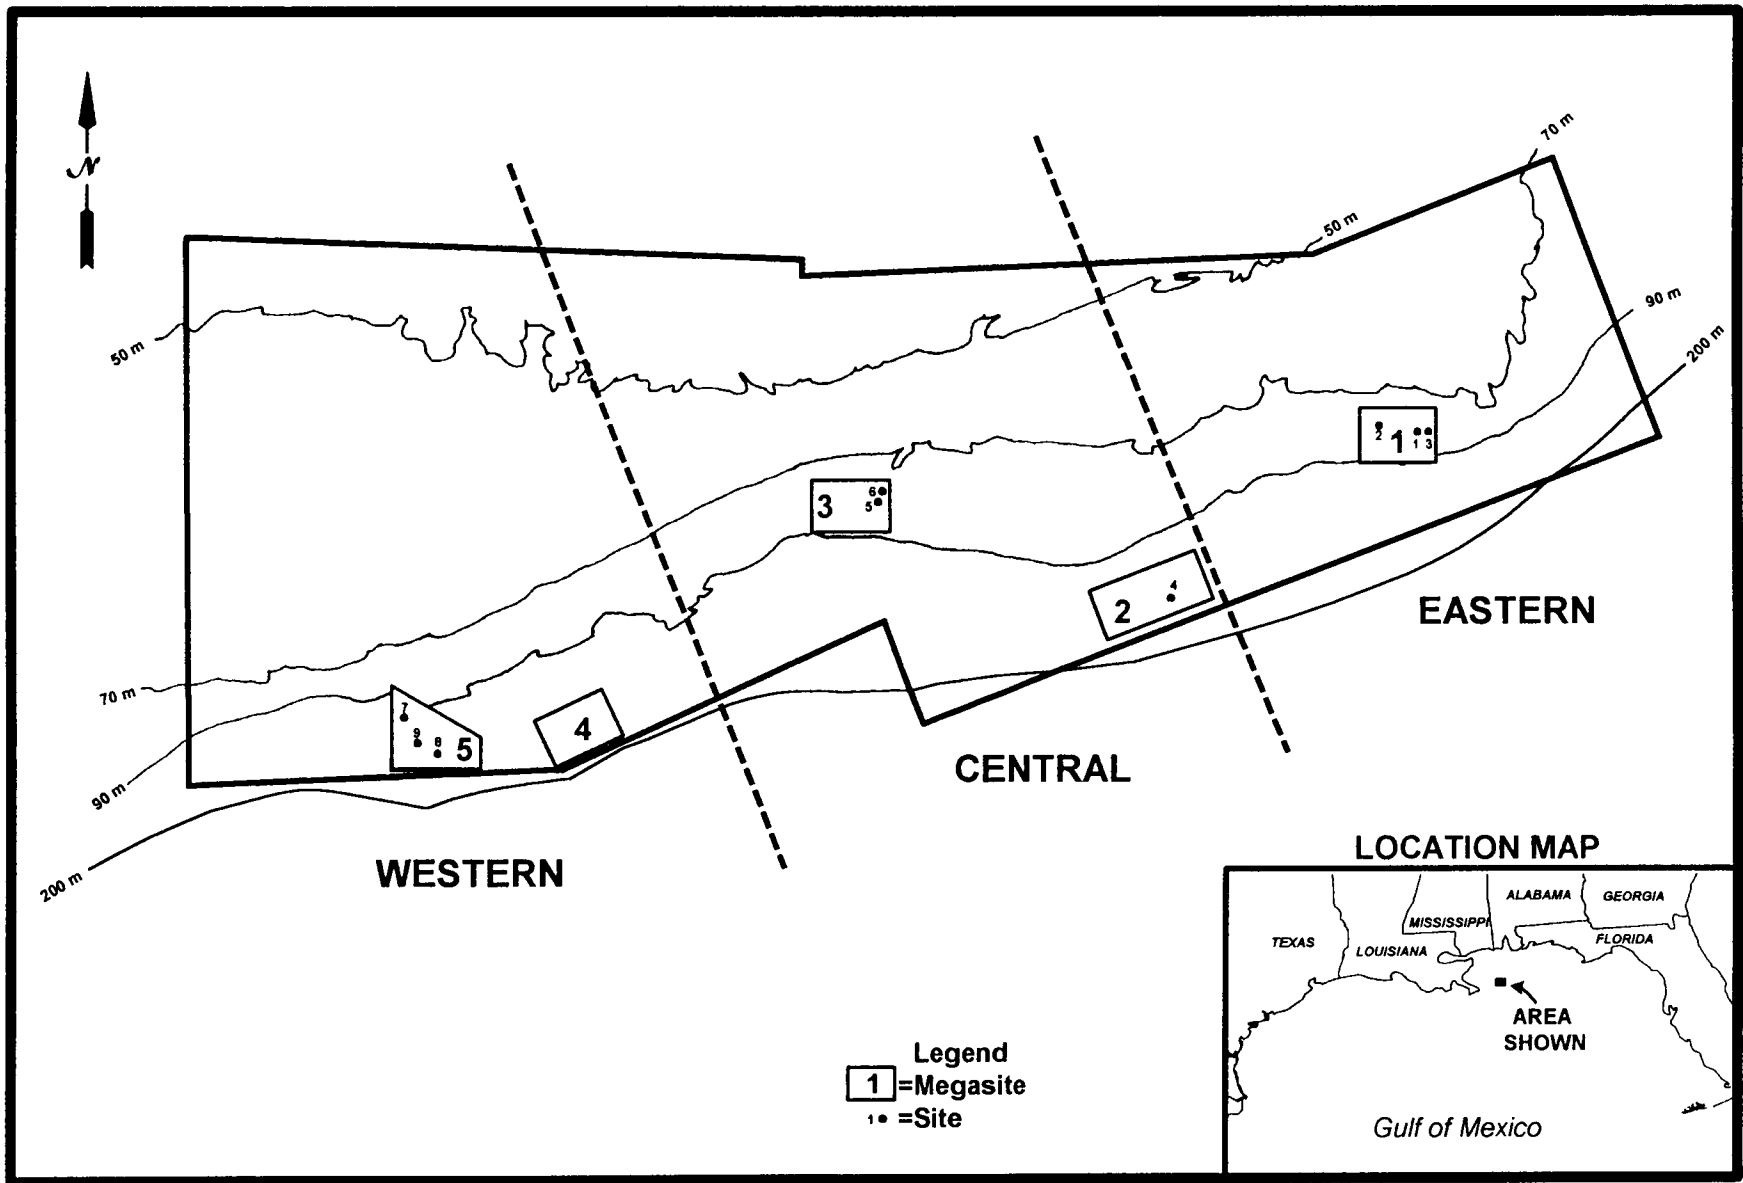 N
70 m
50 m
90 m
200 m
50 m
2
1
1
3
3
6
5
2
4
EASTERN
70 m
7
9
8
5
4
90 m
CENTRAL
200 m
WESTERN
LOCATION MAP
ALABAMA
GEORGIA
MISSISSIPPI
TEXAS
LOUISIANA
FLORIDA
AREA
SHOWN
Gulf of Mexico
Legend
1 =Megasite
1 =Site